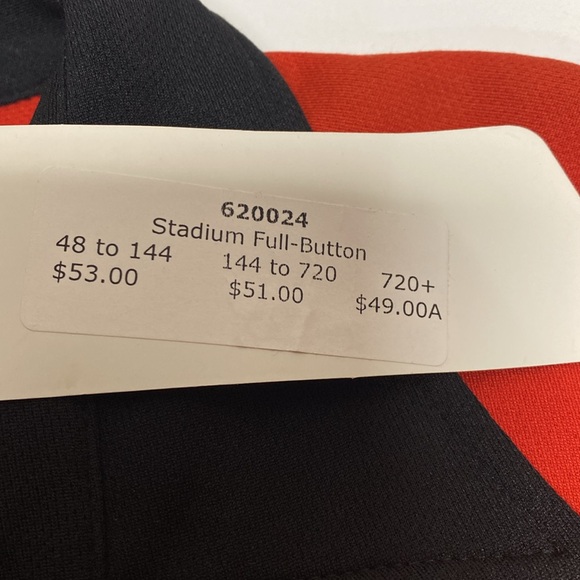 620024
Stadium Full-Button
48 to 144 144 to 720 720+
$53.00 $51.00 $49.00A